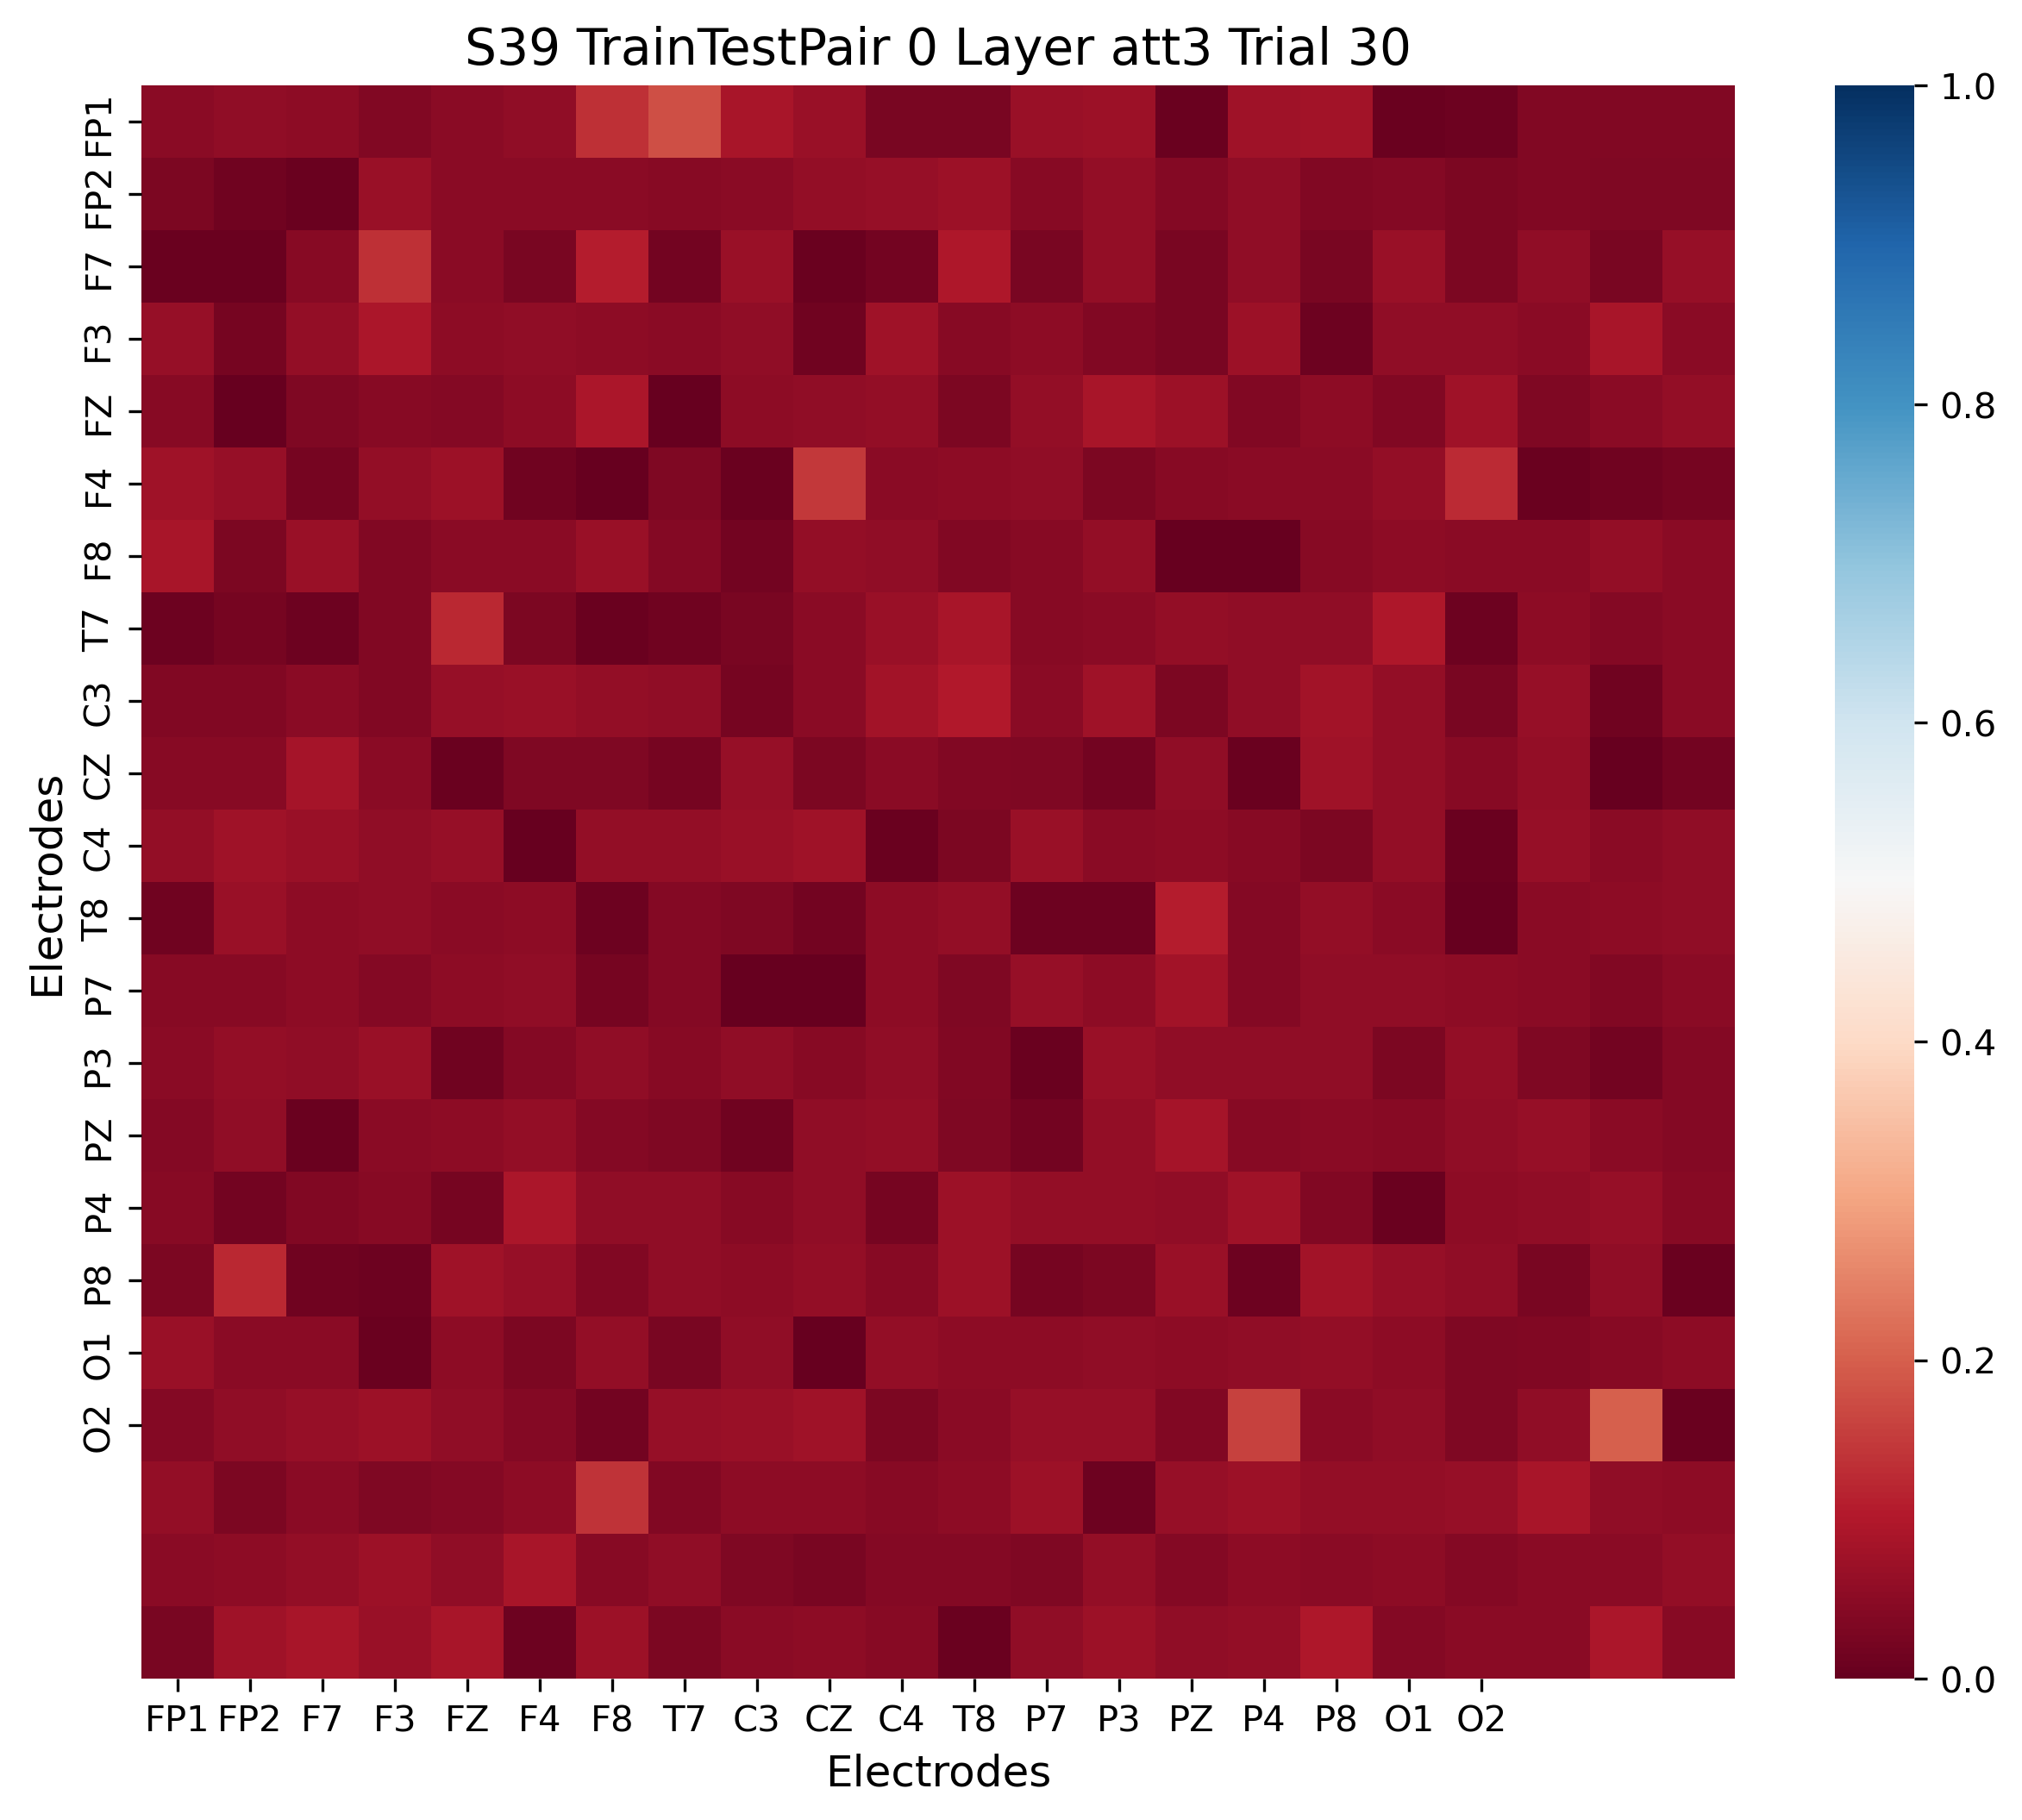 S39 TrainTestPair 0 Layer att3 Trial 30
Electrodes
FP1
FP2
F7
F3
FZ
F4
F8
T7
C3
CZ
C4
T8
P7
P3
PZ
P4
P8
O1
O2
FP1 FP2 F7 F3 FZ F4 F8 T7 C3 CZ C4 T8 P7 P3 PZ P4 P8 O1 O2
Electrodes
1.0
0.8
0.6
0.4
0.2
0.0